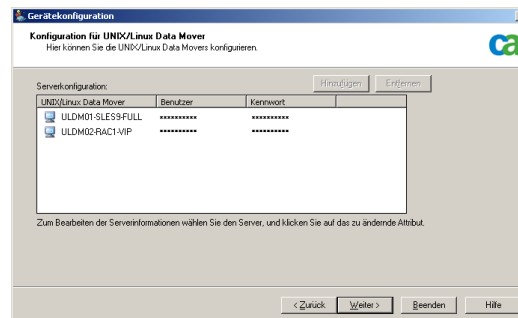 Gerätekonfiguration
Konfiguration für UNIX/Linux Data Mover
Hier können Sie die UNIX/Linux Data Movers konfigurieren.
ca
Serverkonfiguration:
Hinzufügen Entfernen
UNIX/Linux Data Mover Benutzer Kennwort
ULDM01-SLES9-FULL ********** **********
ULDM02-RAC1-VIP ********** **********
Zum Bearbeiten der Serverinformationen wählen Sie den Server, und klicken Sie auf das zu ändernde Attribut.
< Zurück Weiter > Beenden Hilfe